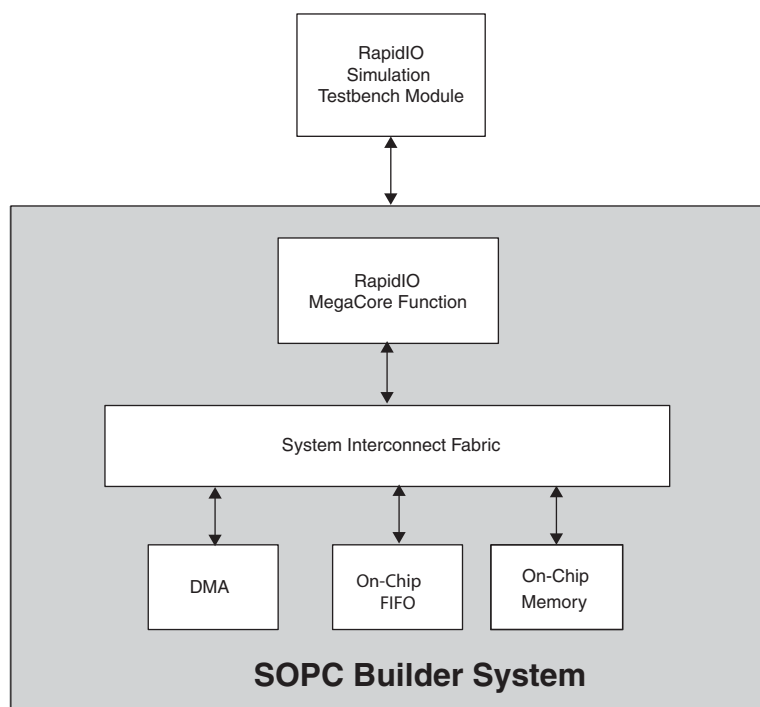 RapidIO
Simulation
Testbench Module
RapidIO
MegaCore Function
System Interconnect Fabric
DMA
On-Chip
FIFO
On-Chip
Memory
SOPC Builder System